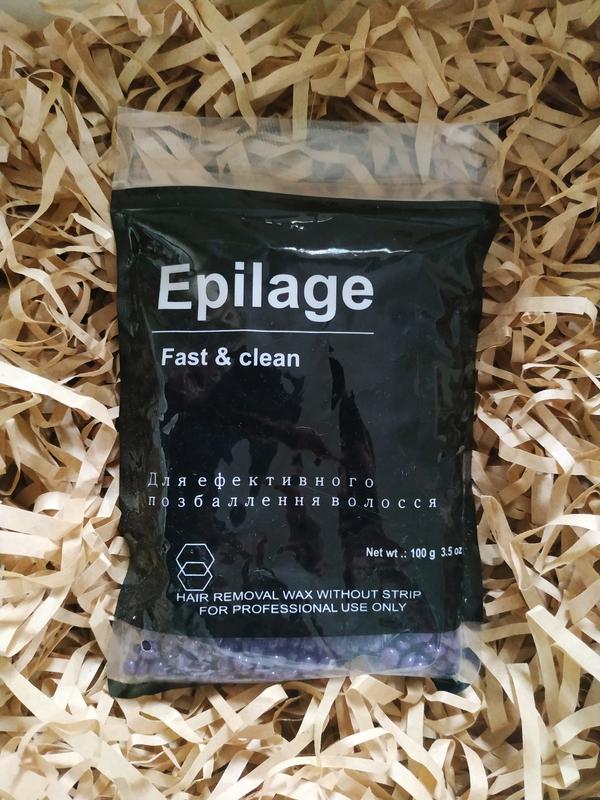 Epilage
Fast & clean
Для ефективного
позбаллення волосся
Net wt .: 100 g 3.5 oz
HAIR REMOVAL WAX WITHOUT STRIP
FOR PROFESSIONAL USE ONLY